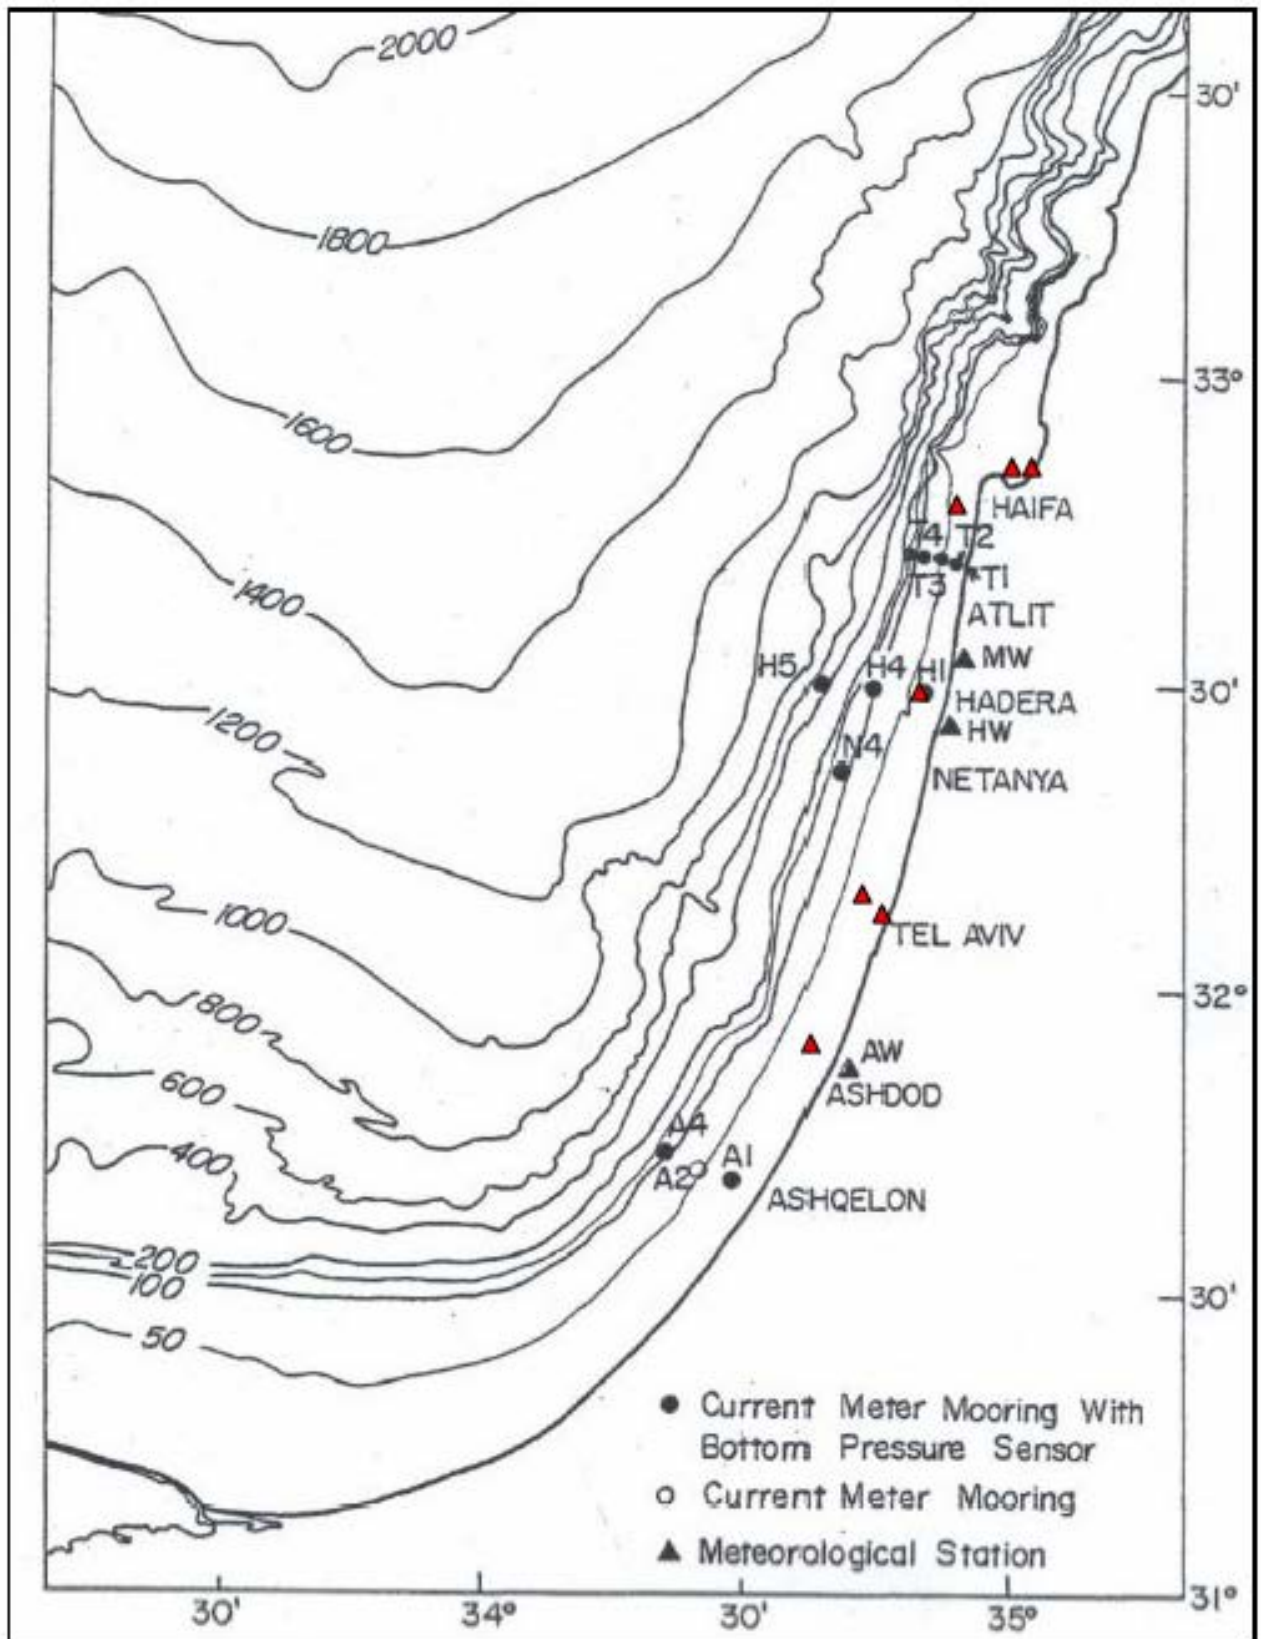 2000
30'
1800
33°
1600
HAIFA
T4 T2
T3 T1
ATLIT
1400
MW
H5 H4 H1
30'
HADERA
1200
HW
N4
NETANYA
1000
TEL AVIV
32°
800
AW
600
ASHDOD
A4
400
A1
A2
ASHQELON
200
100
30'
50
Current Meter Mooring With
Bottom Pressure Sensor
Current Meter Mooring
Meteorological Station
31°
30' 34° 30' 35°